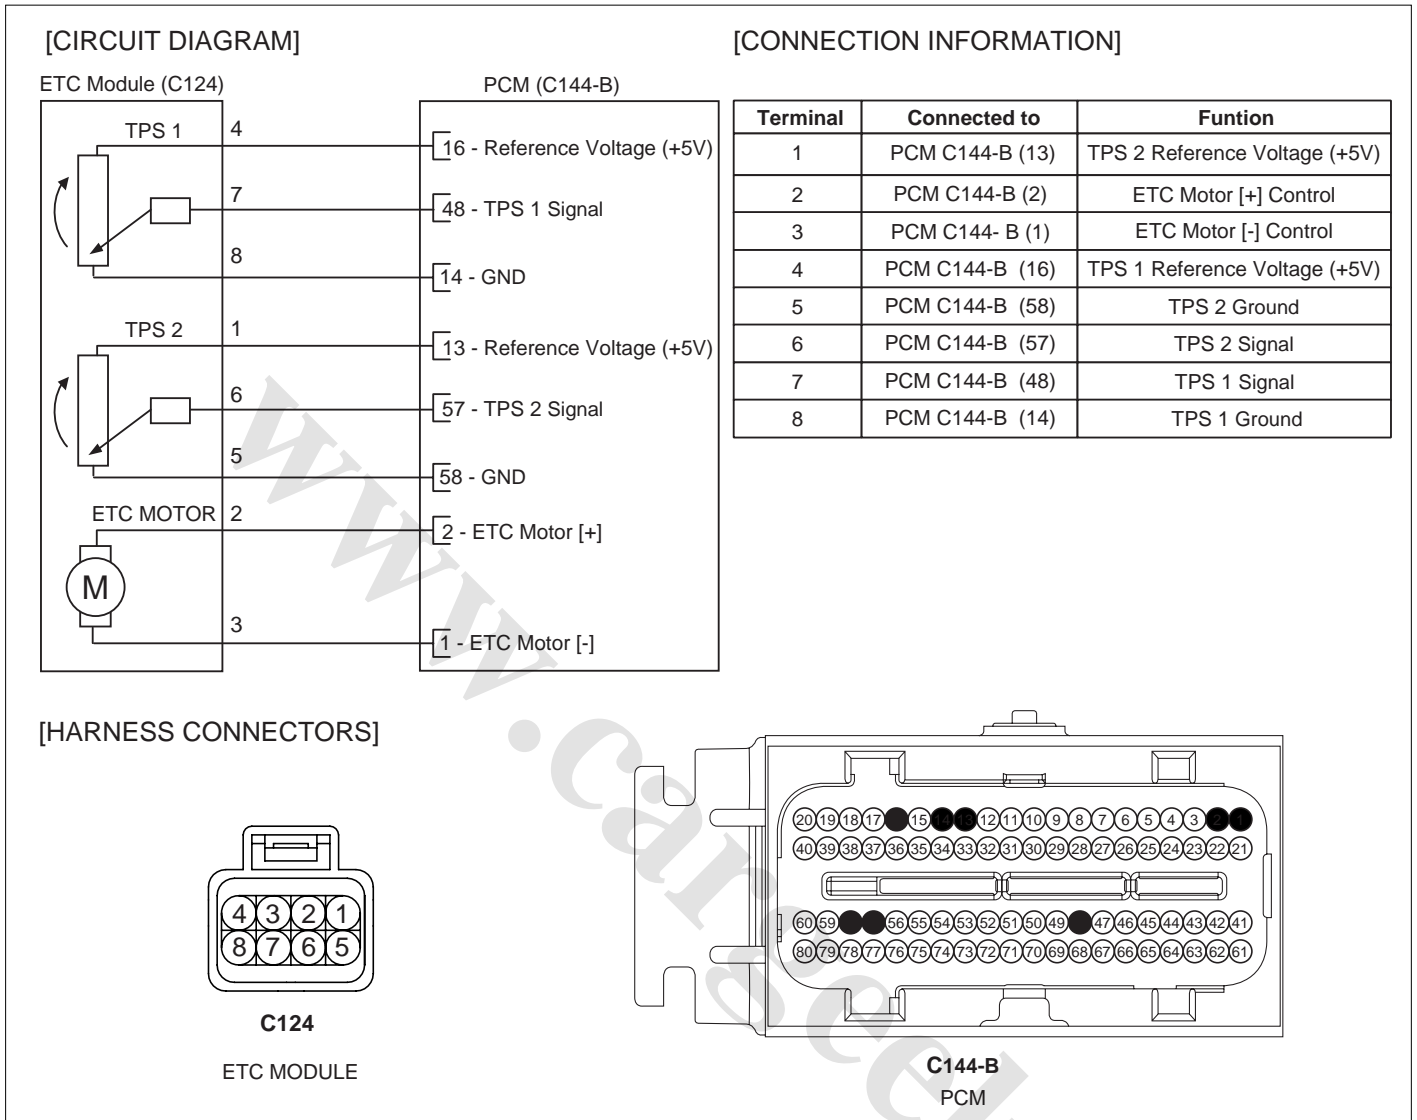 [CIRCUIT DIAGRAM]
ETC Module (C124)
PCM (C144-B)
TPS 1
4
16 - Reference Voltage (+5V)
7
48 - TPS 1 Signal
8
14 - GND
TPS 2
1
13 - Reference Voltage (+5V)
6
57 - TPS 2 Signal
5
58 - GND
ETC MOTOR
2
2 - ETC Motor [+]
M
3
1 - ETC Motor [-]
[CONNECTION INFORMATION]
Terminal Connected to Funtion
1 PCM C144-B (13) TPS 2 Reference Voltage (+5V)
2 PCM C144-B (2) ETC Motor [+] Control
3 PCM C144- B (1) ETC Motor [-] Control
4 PCM C144-B (16) TPS 1 Reference Voltage (+5V)
5 PCM C144-B (58) TPS 2 Ground
6 PCM C144-B (57) TPS 2 Signal
7 PCM C144-B (48) TPS 1 Signal
8 PCM C144-B (14) TPS 1 Ground
[HARNESS CONNECTORS]
4 3 2 1
8 7 6 5
C124
ETC MODULE
20 19 18 17 15 14 13 12 11 10 9 8 7 6 5 4 3 2 1
40 39 38 37 36 35 34 33 32 31 30 29 28 27 26 25 24 23 22 21
60 59 56 55 54 53 52 51 50 49 47 46 45 44 43 42 41
80 79 78 77 76 75 74 73 72 71 70 69 68 67 66 65 64 63 62 61
C144-B
PCM
www.cargeek